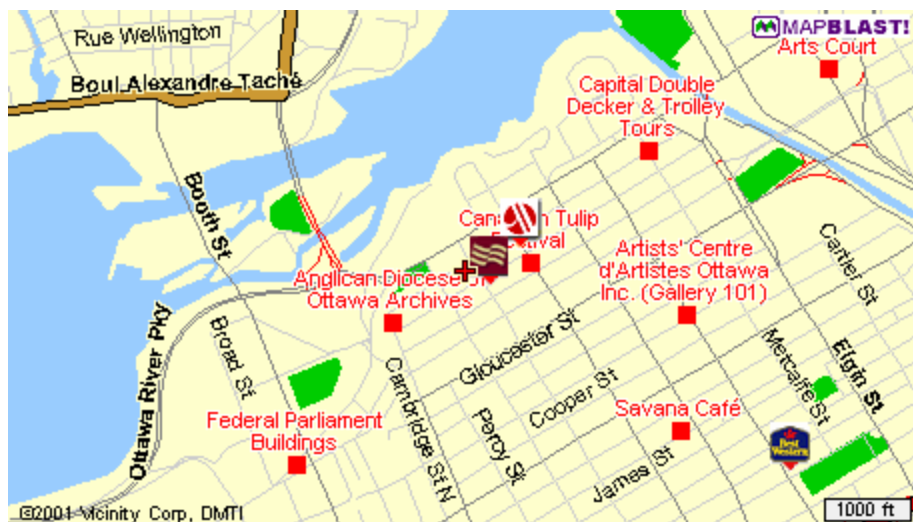 MAPBLAST!
Rue Wellington
Arts Court
Boul Alexandre Taché
Capital Double
Decker & Trolley
Tours
Booth St
Tulip
Artists' Centre
d'Artistes Ottawa
Inc. (Gallery 101)
Cartier St
Anglican Diocese of
Ottawa Archives
Ottawa River Pky
Broad St
Gloucester St
Cambridge St N
Percy St
Cooper St
Metcalfe St
Elgin St
Savana Café
Federal Parliament
Buildings
James St
Best
Western
©2001 Vicinity Corp, DMTI
1000 ft